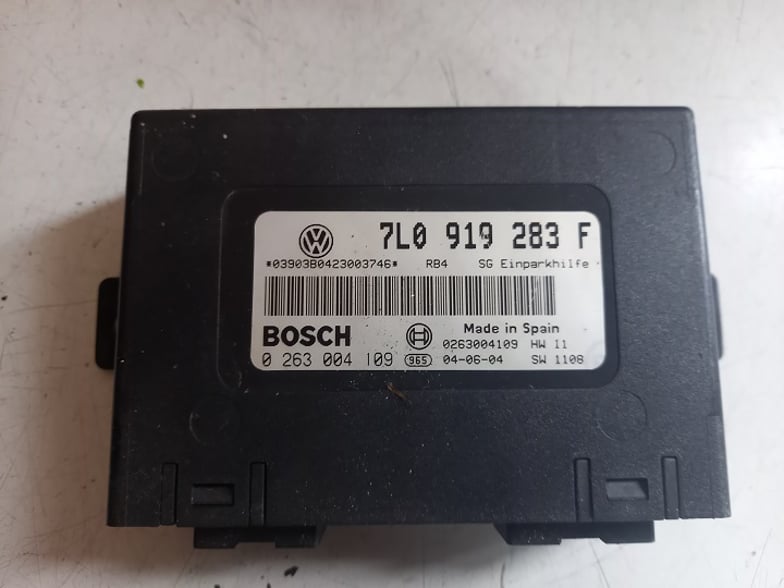 7L0 919 283 F
*03903B0423003746* RB4 SG Einparkhilfe
BOSCH Made in Spain
0263004109 HW 11
0 263 004 109 965 04-06-04 SW 1108